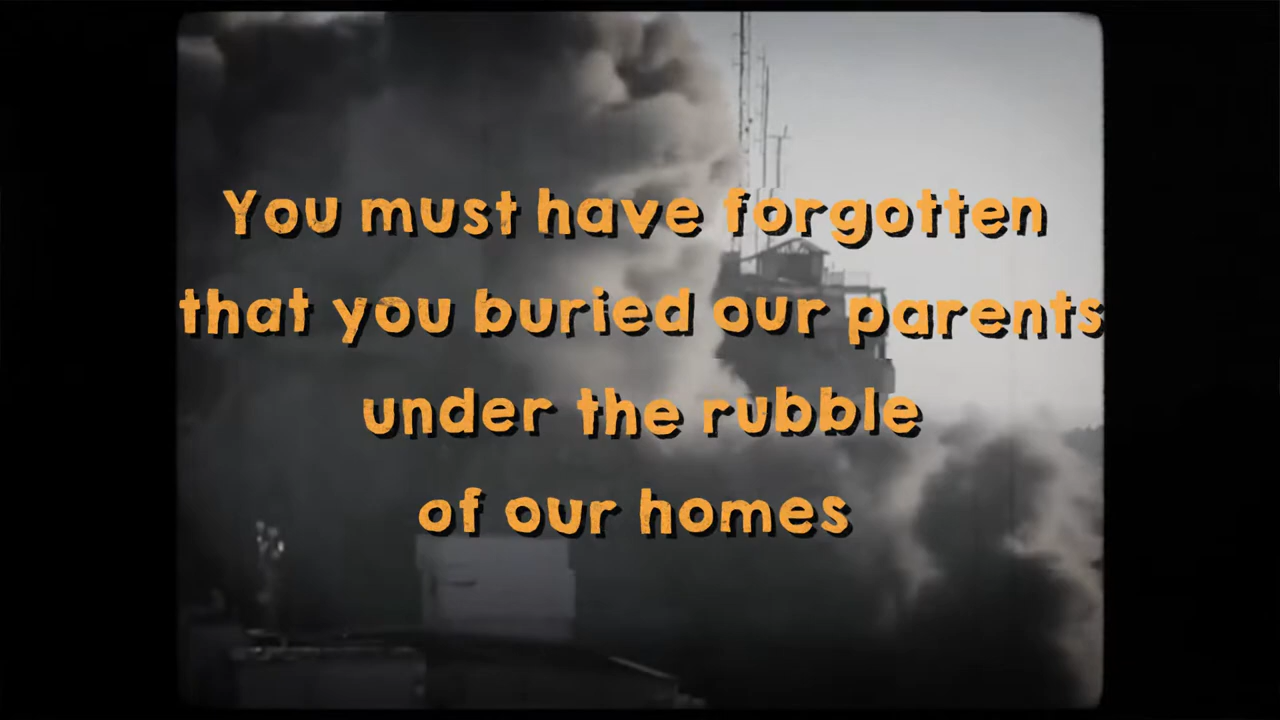 You must have forgotten
that you buried our parents
under the rubble
of our homes